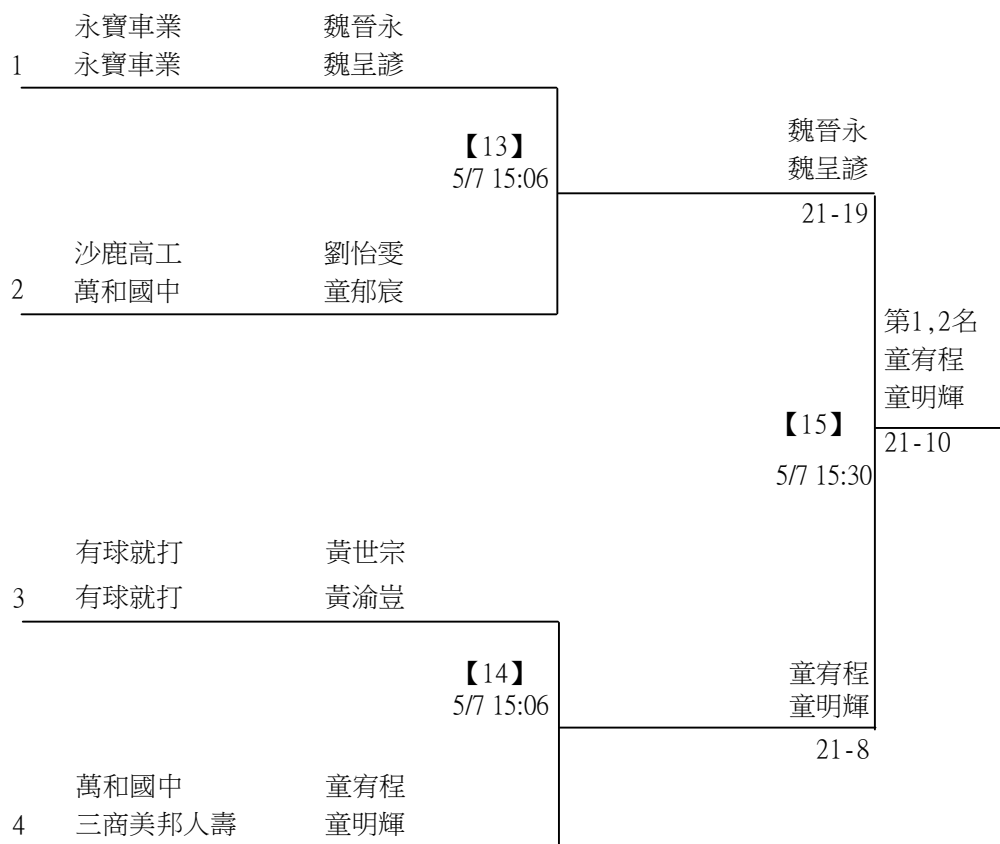 永寶車業 魏晉永
1 永寶車業 魏呈諺
【13】
5/7 15:06
魏晉永
魏呈諺
21-19
沙鹿高工 劉怡雯
2 萬和國中 童郁宸
第1,2名
童宥程
童明輝
21-10
【15】
5/7 15:30
有球就打 黃世宗
3 有球就打 黃渝豈
【14】
5/7 15:06
童宥程
童明輝
21-8
萬和國中 童宥程
4 三商美邦人壽 童明輝